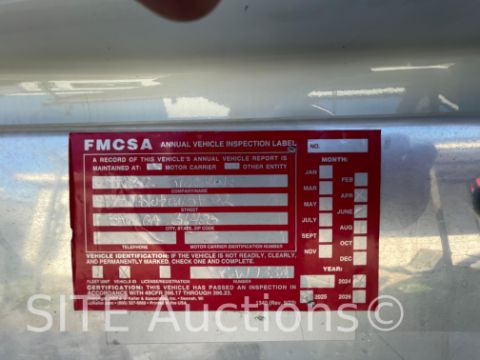 FMCSA ANNUAL VEHICLE INSPECTION LABEL
NO.
A RECORD OF THIS VEHICLE'S ANNUAL VEHICLE REPORT IS
MAINTAINED AT: MOTOR CARRIER OTHER ENTITY
COMPANY/NAME
STREET
CITY, STATE, ZIP CODE
TELEPHONE MOTOR CARRIER IDENTIFICATION NUMBER
VEHICLE IDENTIFICATION: IF VEHICLE IS NOT READILY, CLEARLY,
AND PERMANENTLY MARKED, CHECK AND COMPLETE.
FLEET UNIT VEHICLE ID LICENSE/REGISTRATION NUMBER
CERTIFICATION: THIS VEHICLE HAS PASSED AN INSPECTION IN
ACCORDANCE WITH 49CFR 396.17 THROUGH 396.23.
MONTH:
JAN FEB
MAR APR
MAY JUNE
JULY AUG
SEPT OCT
NOV DEC
YEAR:
2024
2025 2026
SITE Auctions.com